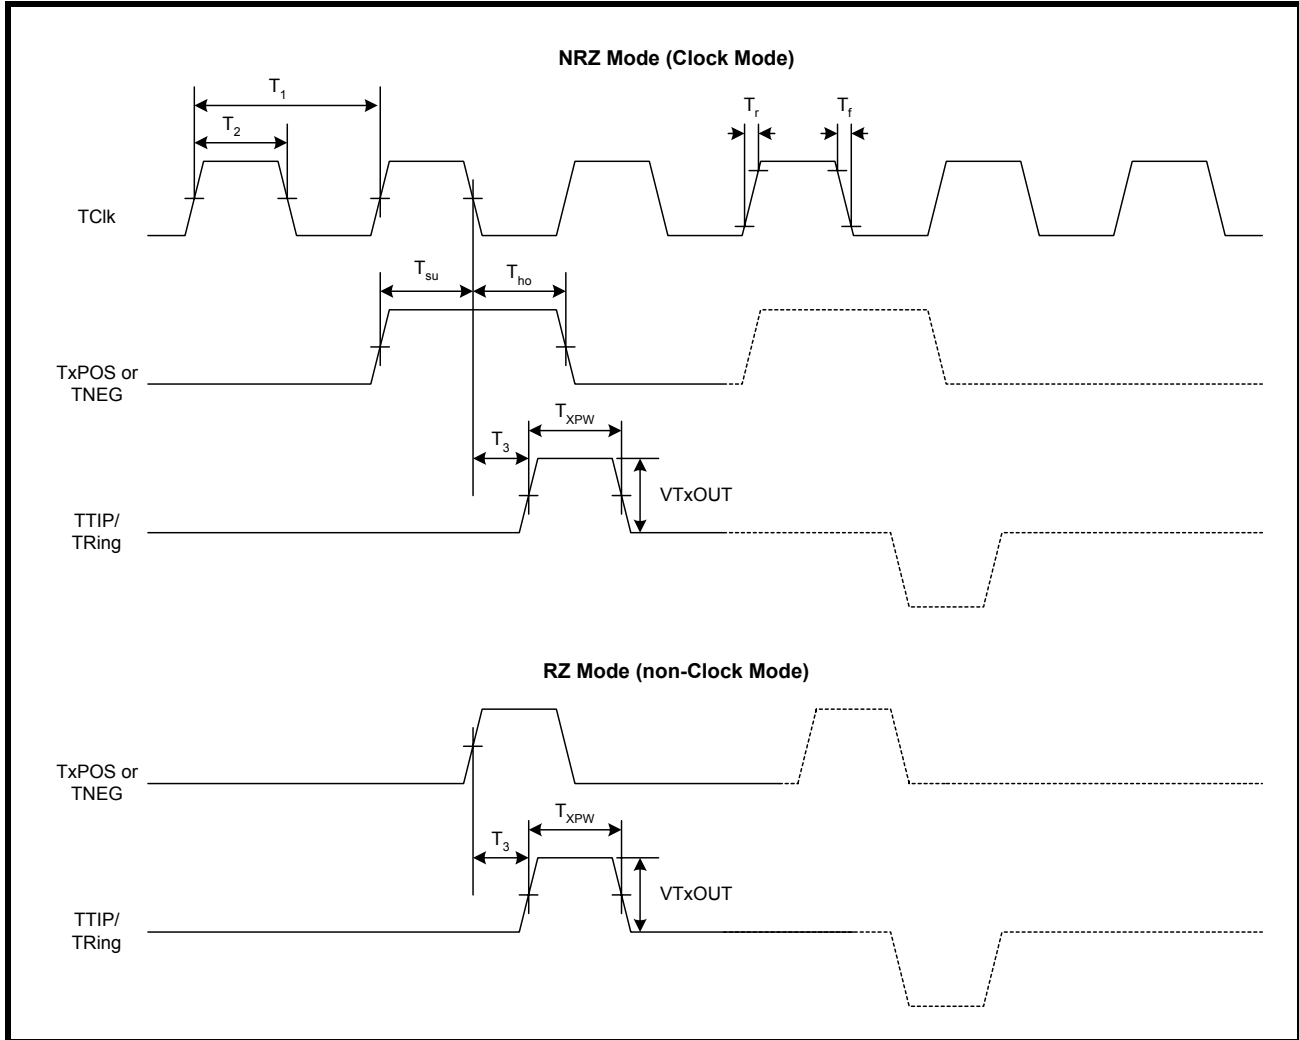 NRZ Mode (Clock Mode)
T1
T2
Tr
Tf
TClk
Tsu
Tho
TxPOS or
TNEG
TXPW
T3
VTxOUT
TTIP/
TRing
RZ Mode (non-Clock Mode)
TxPOS or
TNEG
TXPW
T3
VTxOUT
TTIP/
TRing